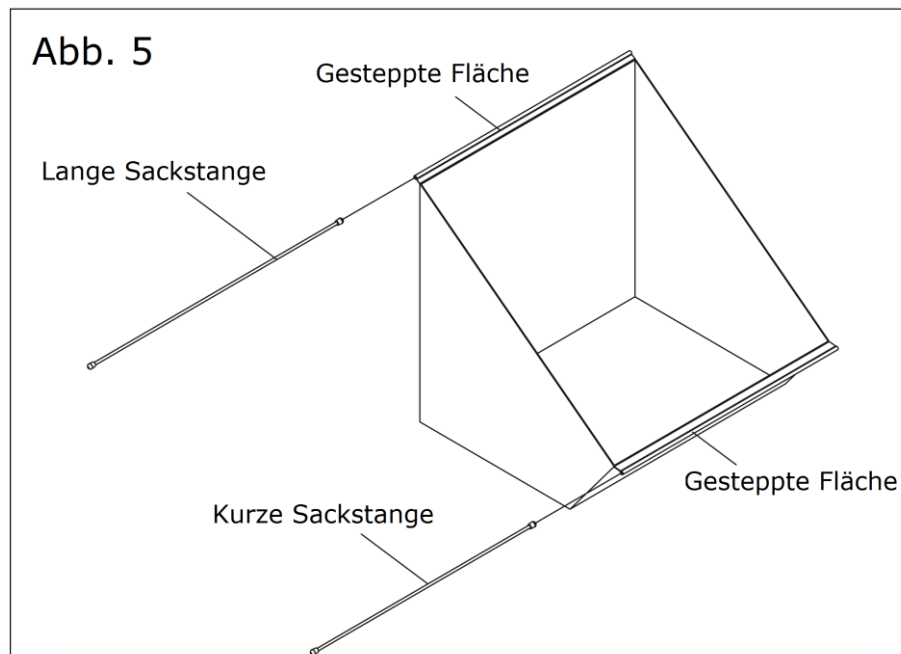 Abb. 5
Gesteppte Fläche
Lange Sackstange
Gesteppte Fläche
Kurze Sackstange